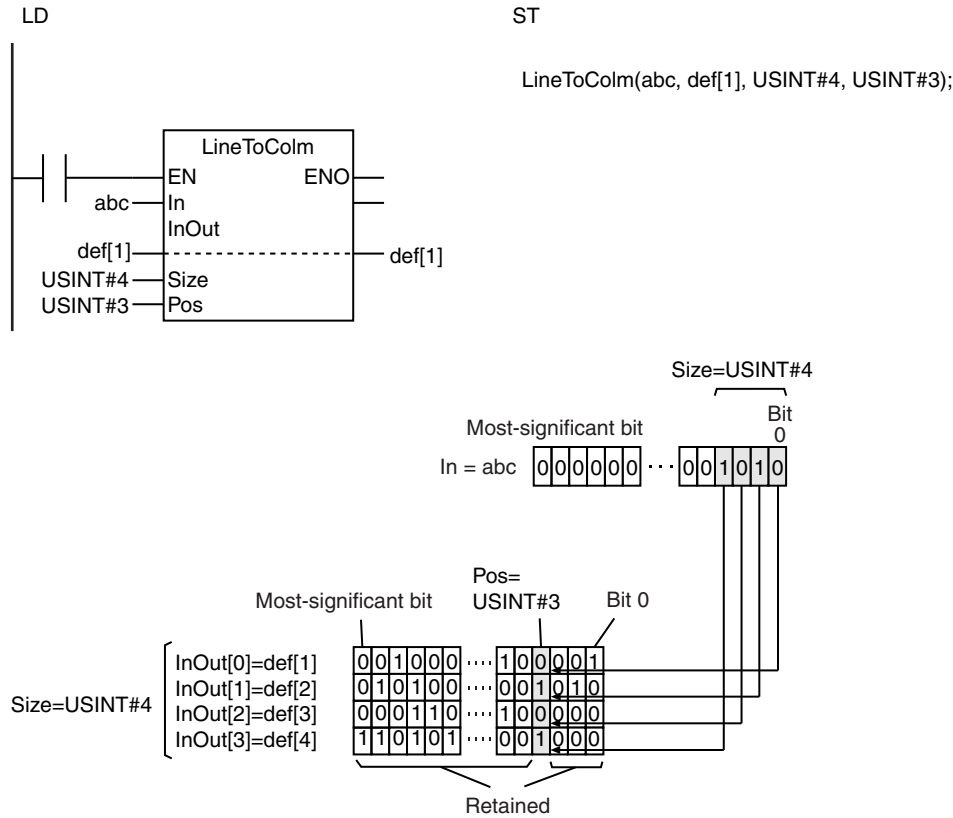 LD
ST
LineToColm(abc, def[1], USINT#4, USINT#3);
LineToColm
EN ENO
abc In
InOut
def[1] def[1]
USINT#4 Size
USINT#3 Pos
Size=USINT#4
Bit
0
Most-significant bit
In = abc 0 0 0 0 0 0 ··· 0 0 1 0 1 0
Pos=
USINT#3
Most-significant bit
Bit 0
Size=USINT#4
InOut[0]=def[1] 0 0 1 0 0 0 ···· 1 0 0 0 0 1
InOut[1]=def[2] 0 1 0 1 0 0 ···· 0 0 1 0 1 0
InOut[2]=def[3] 0 0 0 1 1 0 ···· 1 0 0 0 0 0
InOut[3]=def[4] 1 1 0 1 0 1 ···· 0 0 1 0 0 0
Retained